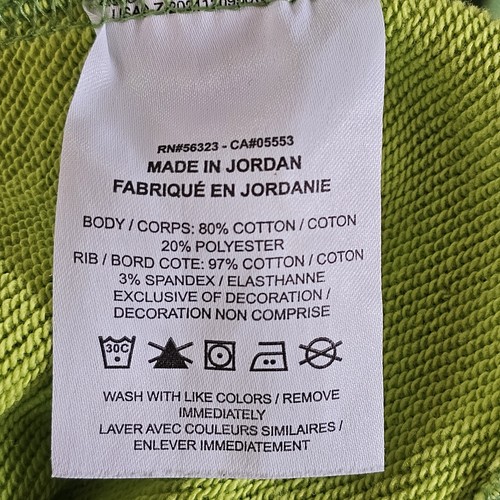 RN#56323 - CA#05553
MADE IN JORDAN
FABRIQUÉ EN JORDANIE
BODY / CORPS: 80% COTTON / COTON
20% POLYESTER
RIB / BORD COTE: 97% COTTON / COTON
3% SPANDEX / ELASTHANNE
EXCLUSIVE OF DECORATION /
DECORATION NON COMPRISE
30C
WASH WITH LIKE COLORS / REMOVE
IMMEDIATELY
LAVER AVEC COULEURS SIMILAIRES /
ENLEVER IMMEDIATEMENT